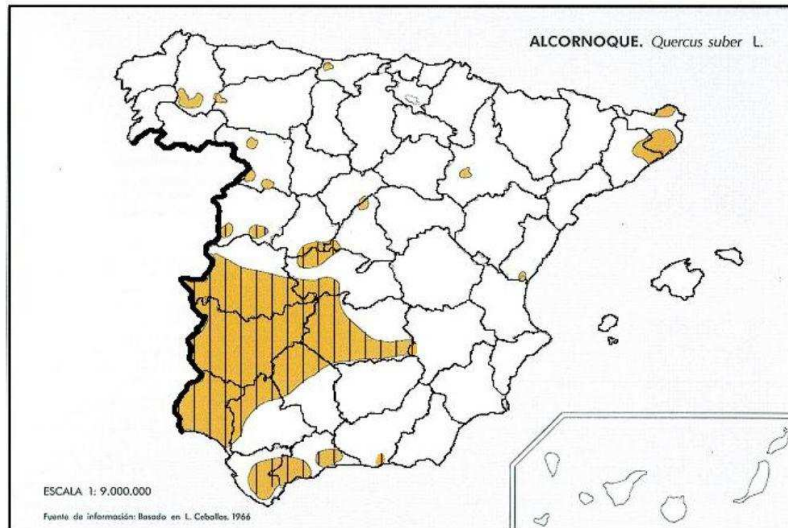 ALCORNOQUE. Quercus suber L.
ESCALA 1: 9.000.000
Fuente de información: Basado en L. Ceballos. 1966